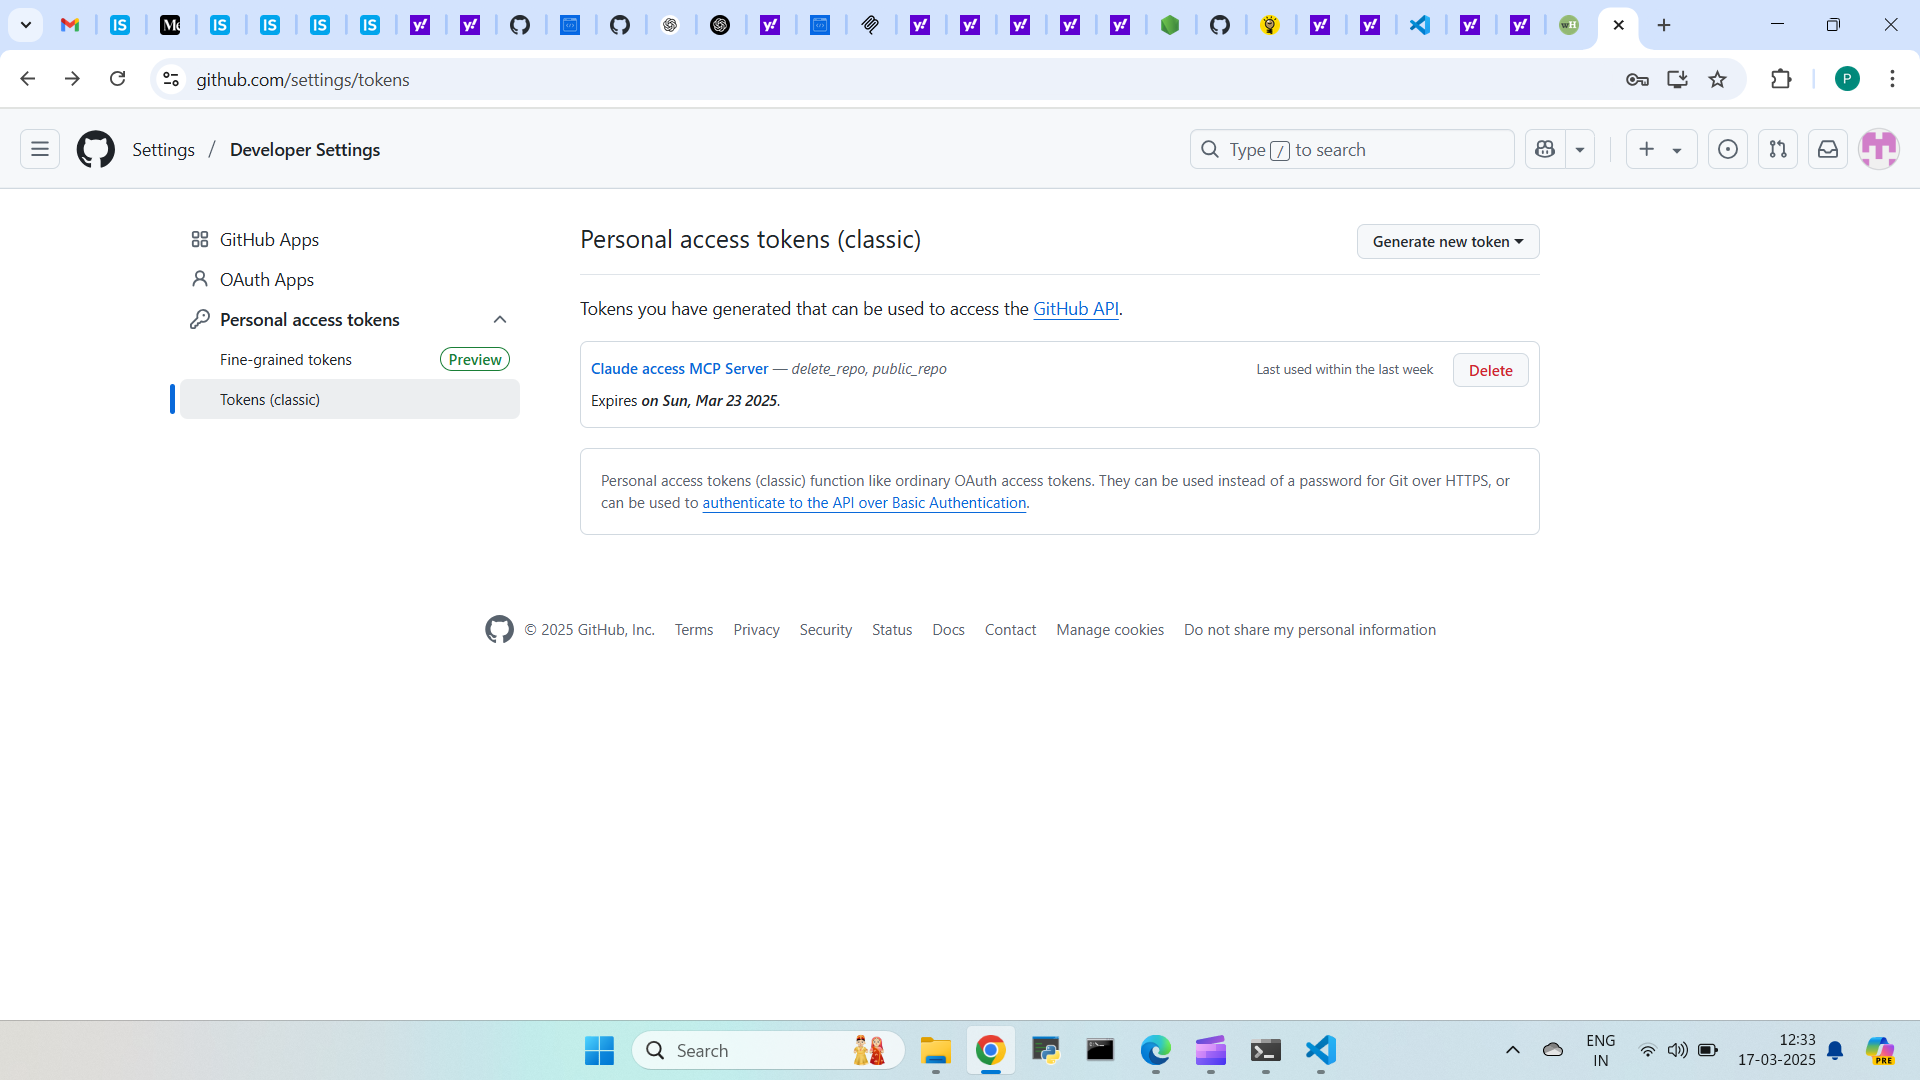 github.com/settings/tokens
P
Settings / Developer Settings
Type / to search
GitHub Apps
OAuth Apps
Personal access tokens
Fine-grained tokens
Preview
Tokens (classic)
Personal access tokens (classic)
Generate new token
Tokens you have generated that can be used to access the GitHub API.
Claude access MCP Server — delete_repo, public_repo
Last used within the last week
Delete
Expires on Sun, Mar 23 2025.
Personal access tokens (classic) function like ordinary OAuth access tokens. They can be used instead of a password for Git over HTTPS, or
can be used to authenticate to the API over Basic Authentication.
© 2025 GitHub, Inc. Terms Privacy Security Status Docs Contact Manage cookies Do not share my personal information
Search
ENG
IN
12:33
17-03-2025
PRE